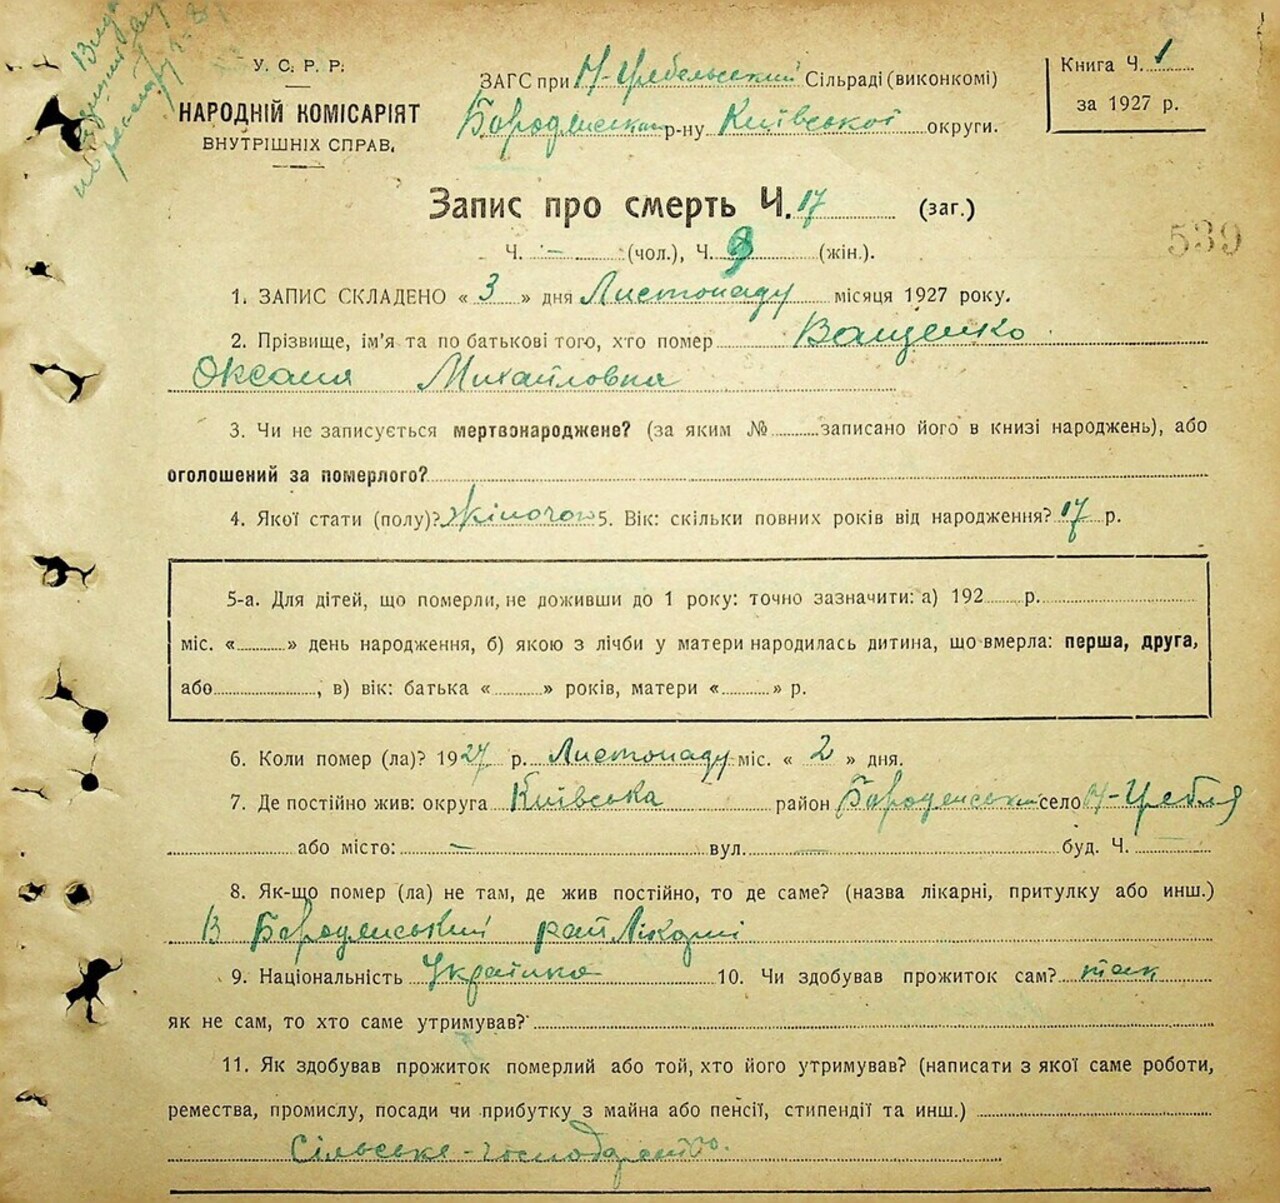 У. С. Р. Р.
НАРОДНІЙ КОМІСАРІЯТ
ВНУТРІШНІХ СПРАВ.
ЗАГС при Н-Гребельський Сільраді (виконкомі)
Бородянськ р-ну Київської округи.
Книга Ч. 1
за 1927 р.
Запис про смерть Ч. 17 (заг.)
Ч. – (чол.), Ч. 9 (жін.).
539
1. ЗАПИС СКЛАДЕНО « 3 » дня Листопаду місяця 1927 року.
2. Прізвище, ім'я та по батькові того, хто помер Ващенко
Оксана Михайловна
3. Чи не записується мертвонароджене? (за яким № записано його в книзі народжень), або
оголошений за померлого?
4. Якої стати (полу)? Жіночою 5. Вік: скільки повних років від народження? 17 р.
5-а. Для дітей, що померли, не доживши до 1 року: точно зазначити: а) 192 р.
міс. « » день народження, б) якою з лічби у матери народилась дитина, що вмерла: перша, друга,
або , в) вік: батька « » років, матери « » р.
6. Коли помер (ла)? 1927 р. Листопаду міс. « 2 » дня.
7. Де постійно жив: округа Київська район Бородянський село Н-Гребля
або місто: — вул. — буд. Ч. —
8. Як-що помер (ла) не там, де жив постійно, то де саме? (назва лікарні, притулку або инш.)
В Бородянський рай Лікарні
9. Національність Українка 10. Чи здобував прожиток сам? так
як не сам, то хто саме утримував?
11. Як здобував прожиток померлий або той, хто його утримував? (написати з якої саме роботи,
ремества, промислу, посади чи прибутку з майна або пенсії, стипендії та инш.)
Сільське-господарство.